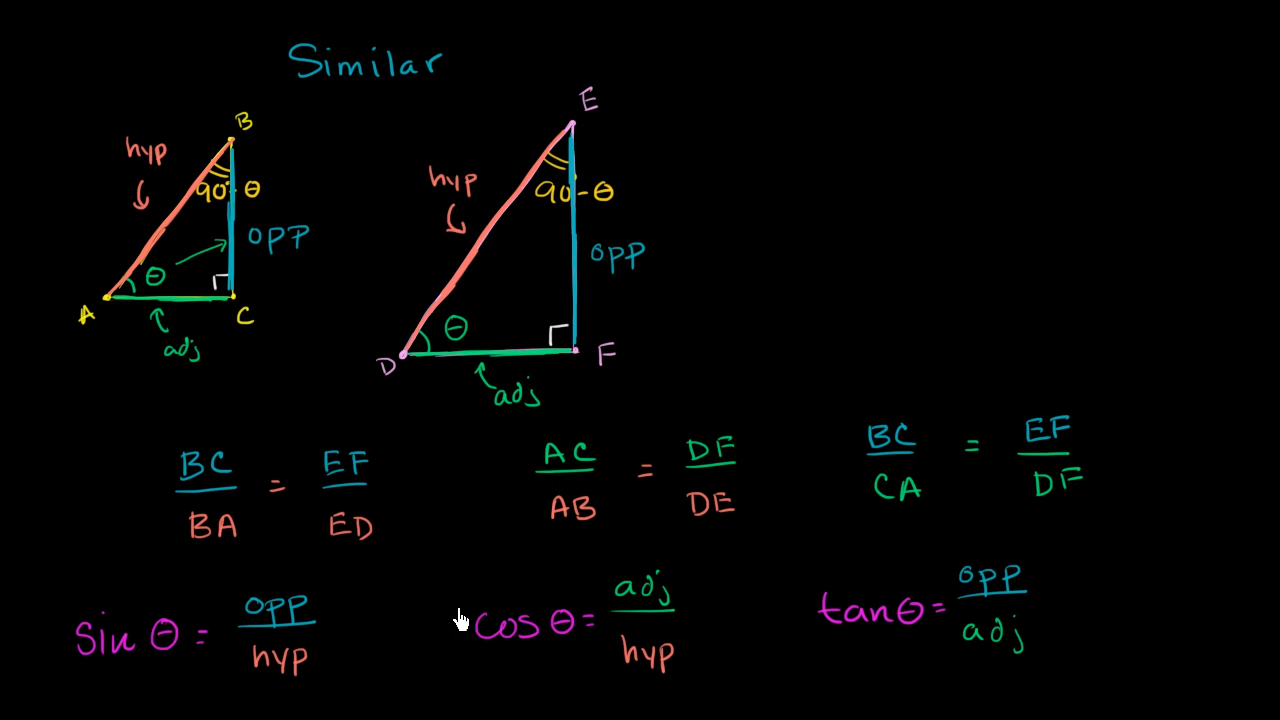 Similar
B
hyp
90°-θ
opp
θ
A
C
adj
E
hyp
90-θ
opp
θ
D
F
adj
BC/BA = EF/ED
AC/AB = DF/DE
BC/CA = EF/DF
sin θ = opp/hyp
cos θ = adj/hyp
tan θ = opp/adj